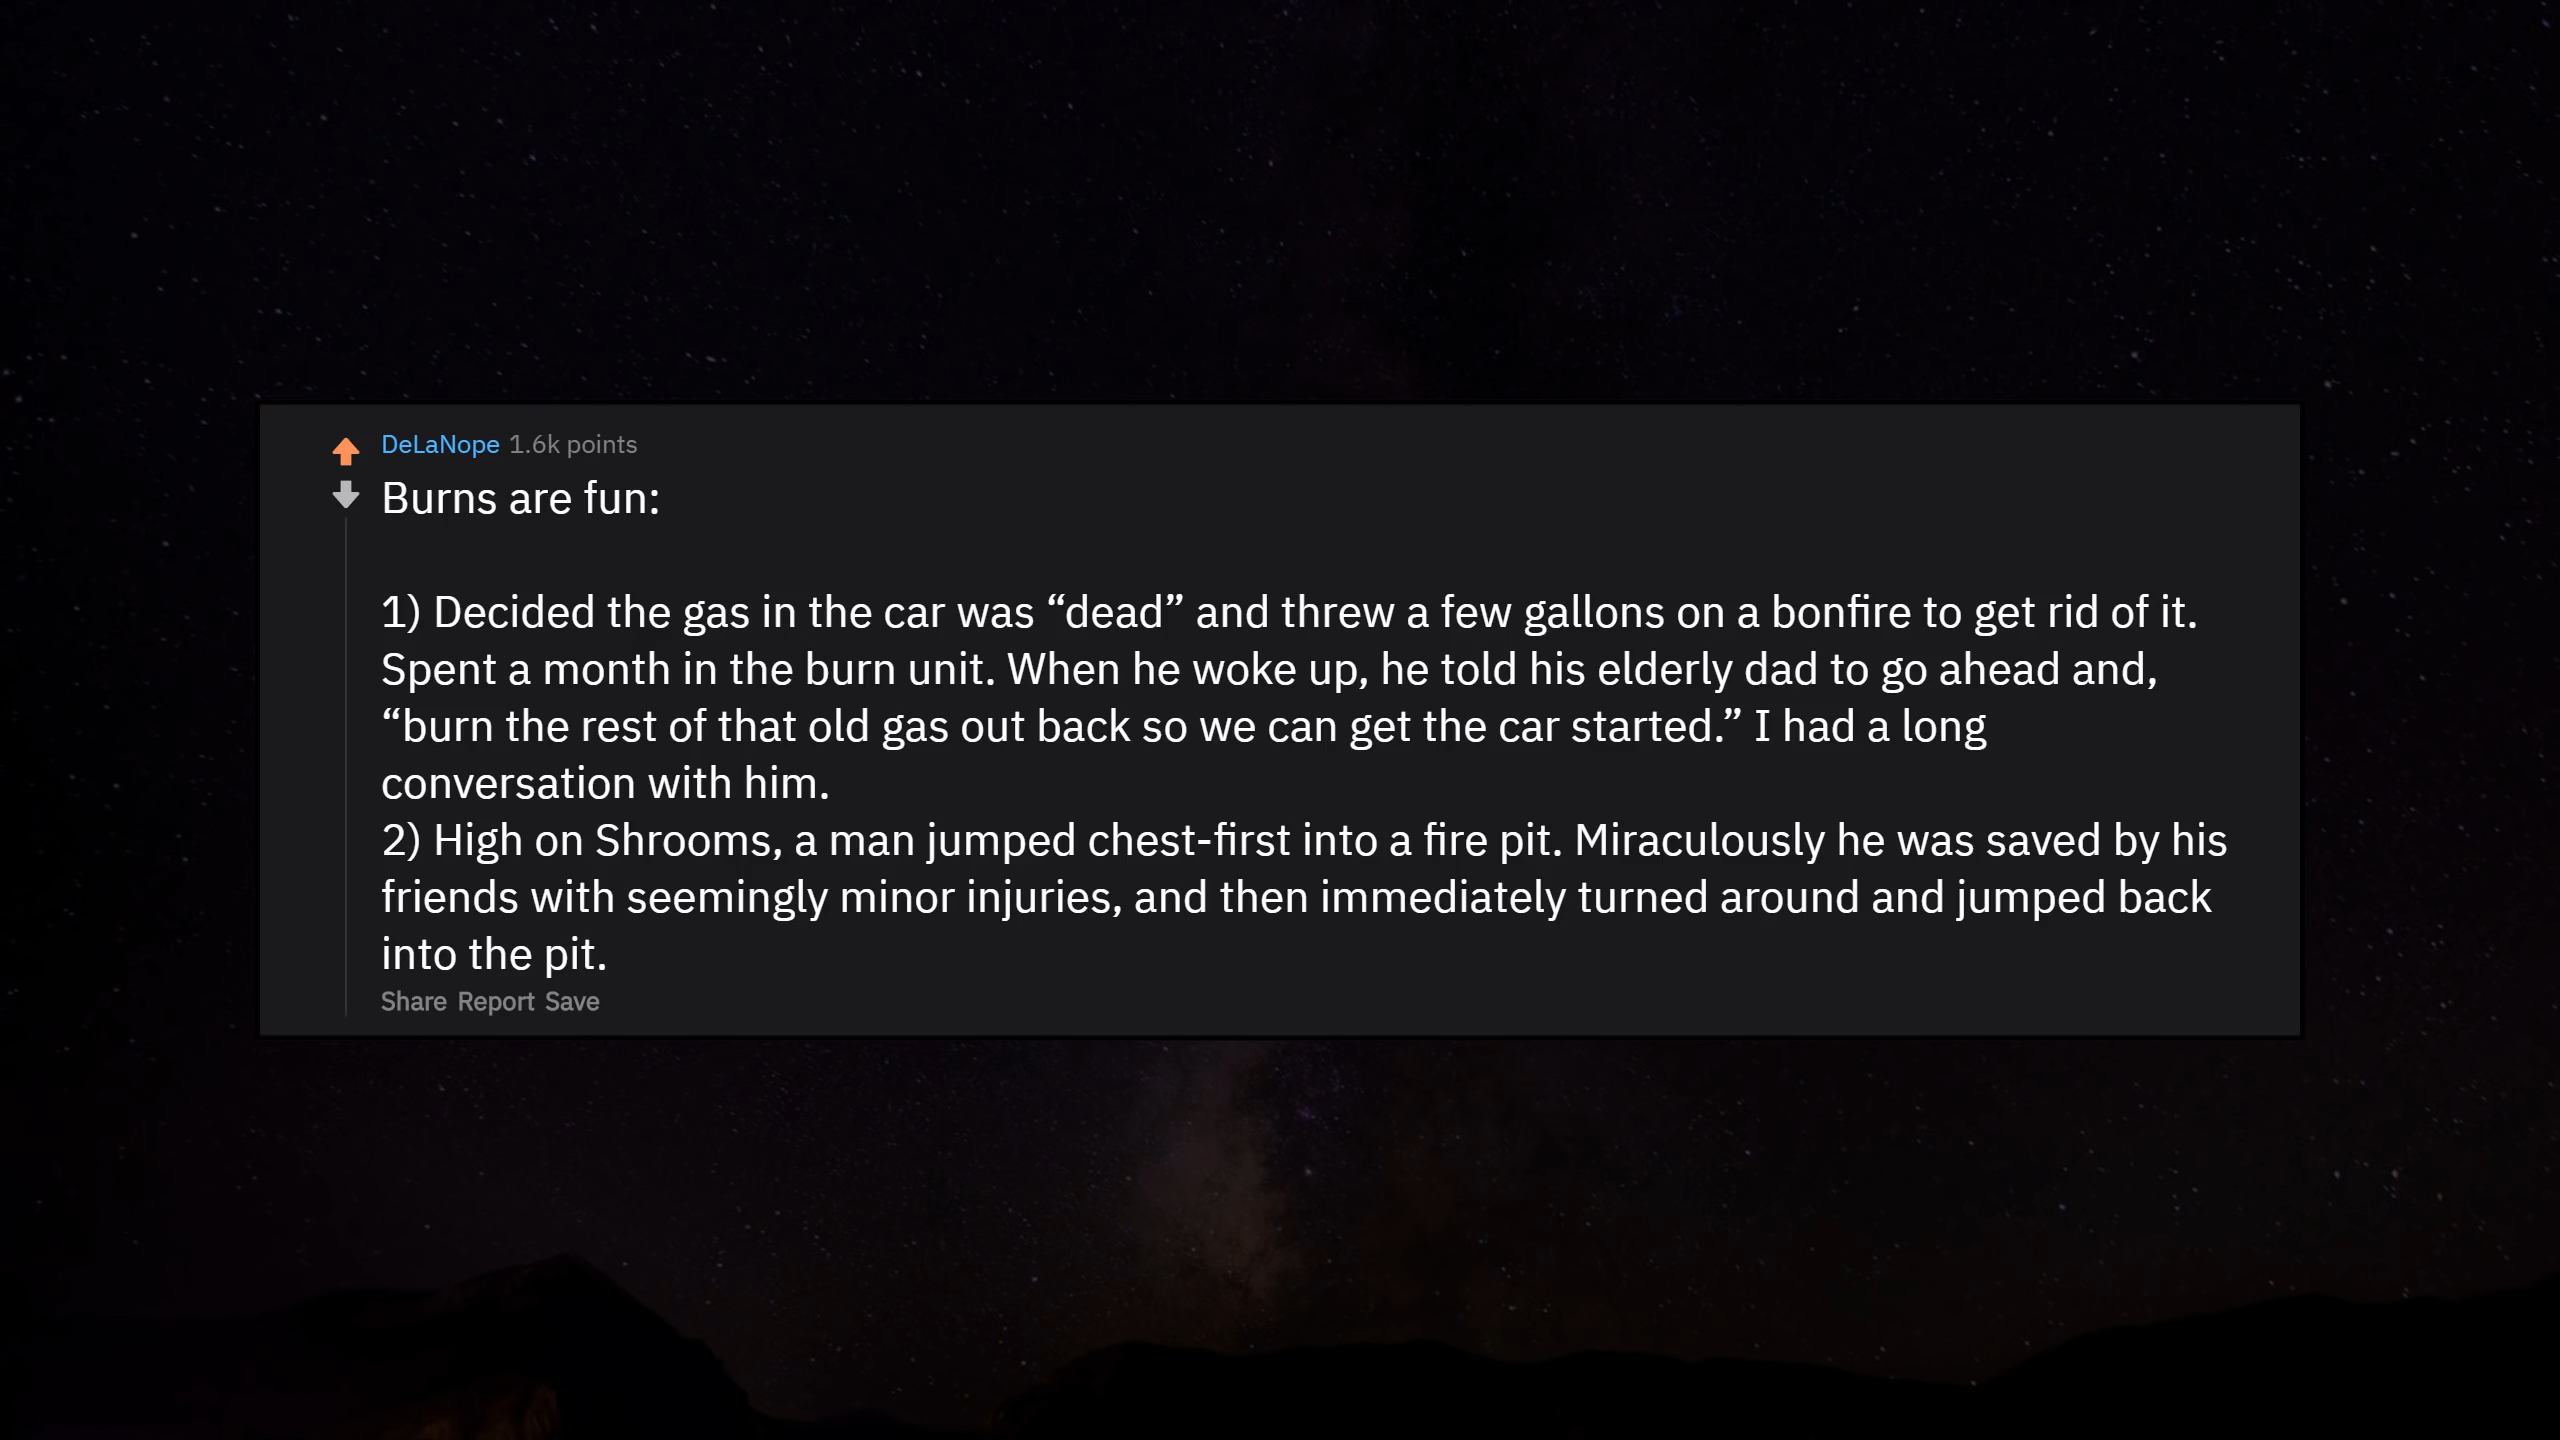 DeLaNope 1.6k points
Burns are fun:
1) Decided the gas in the car was “dead” and threw a few gallons on a bonfire to get rid of it.
Spent a month in the burn unit. When he woke up, he told his elderly dad to go ahead and,
“burn the rest of that old gas out back so we can get the car started.” I had a long
conversation with him.
2) High on Shrooms, a man jumped chest-first into a fire pit. Miraculously he was saved by his
friends with seemingly minor injuries, and then immediately turned around and jumped back
into the pit.
Share Report Save